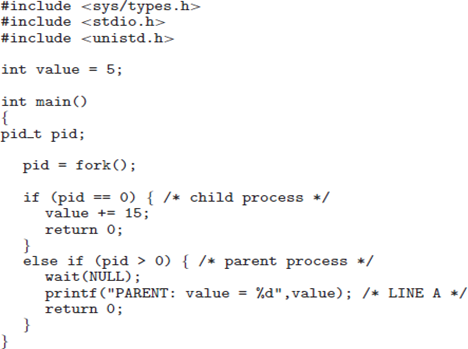 #include <sys/types.h>
#include <stdio.h>
#include <unistd.h>
int value = 5;
int main()
{
pid_t pid;
pid = fork();
if (pid == 0) { /* child process */
value += 15;
return 0;
}
else if (pid > 0) { /* parent process */
wait(NULL);
printf("PARENT: value = %d",value); /* LINE A */
return 0;
}
}